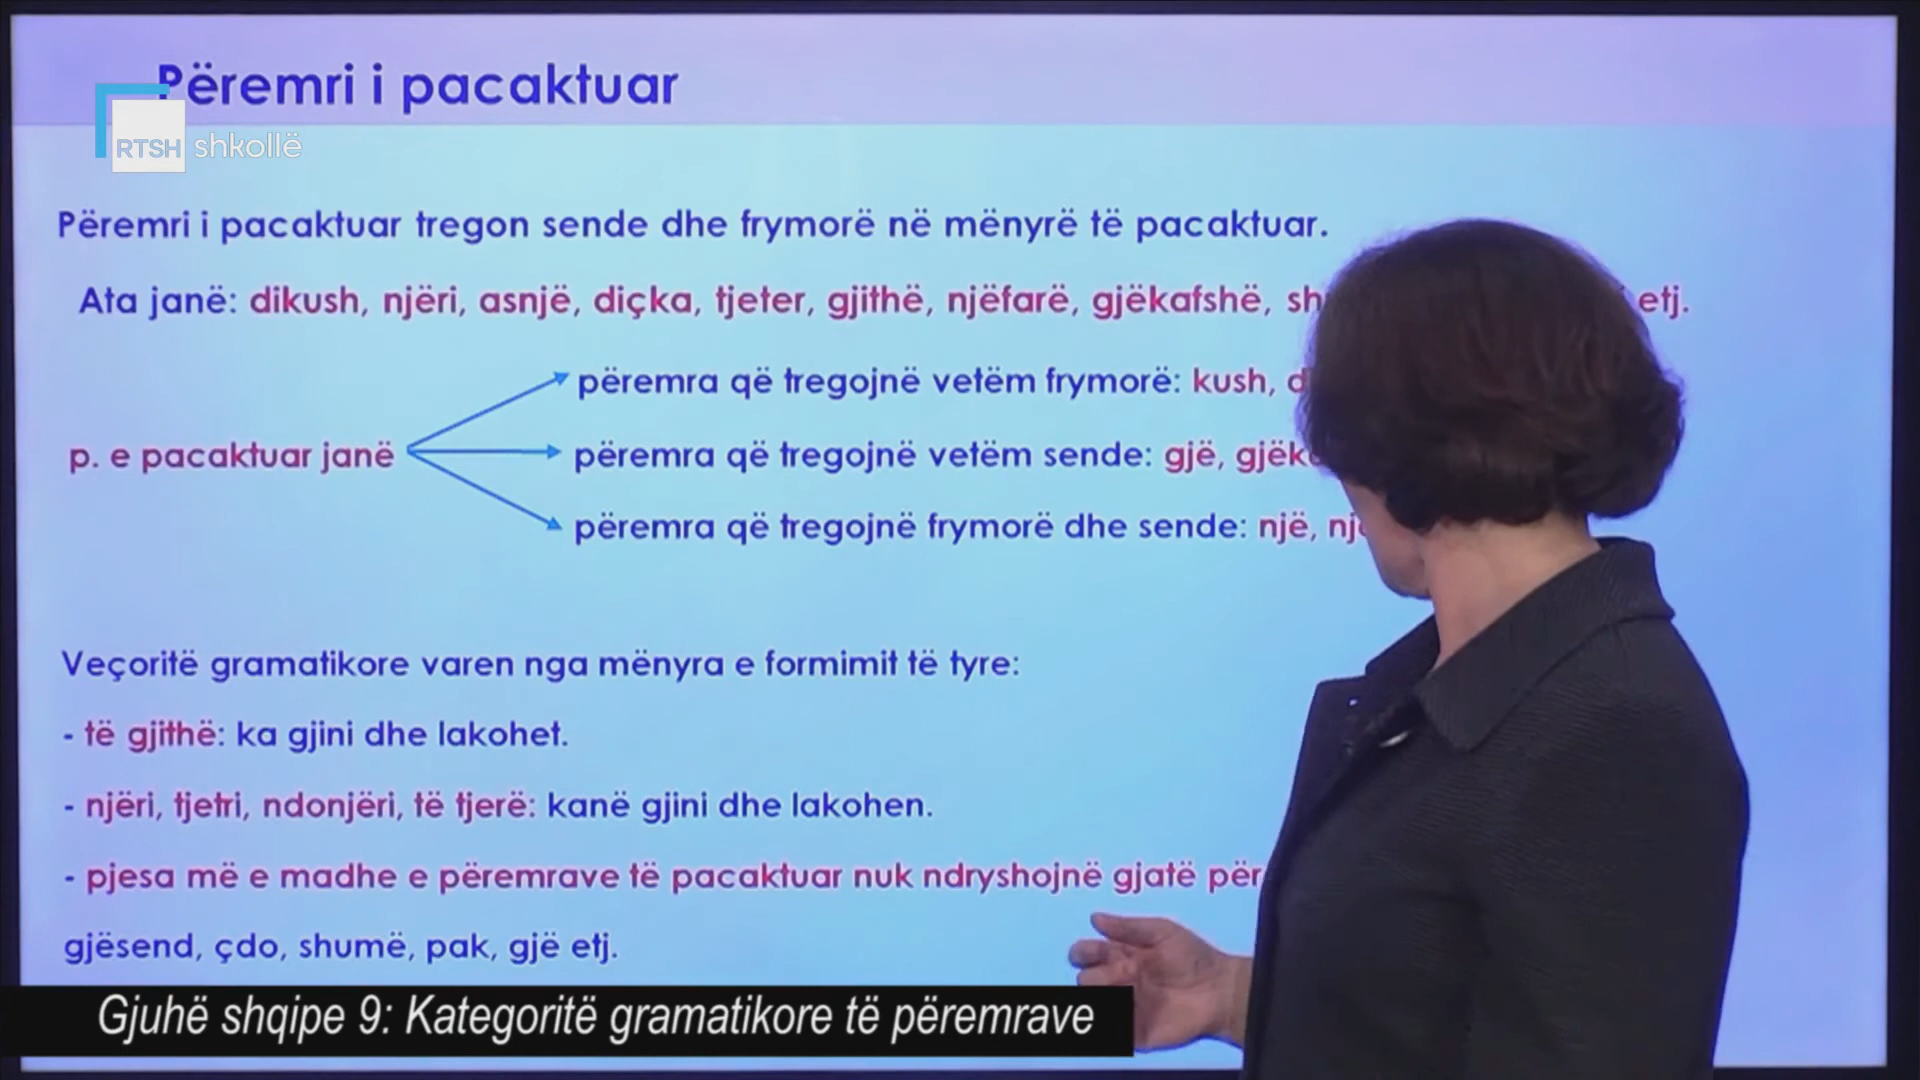 Përemri i pacaktuar
RTSH shkollë
Përemri i pacaktuar tregon sende dhe frymorë në mënyrë të pacaktuar.
Ata janë: dikush, njëri, asnjë, diçka, tjeter, gjithë, njëfarë, gjëkafshë, etj.
përemra që tregojnë vetëm frymorë: kush,
p. e pacaktuar janë
përemra që tregojnë vetëm sende: gjë,
përemra që tregojnë frymorë dhe sende: një,
Veçoritë gramatikore varen nga mënyra e formimit të tyre:
- të gjithë: ka gjini dhe lakohet.
- njëri, tjetri, ndonjëri, të tjerë: kanë gjini dhe lakohen.
- pjesa më e madhe e përemrave të pacaktuar nuk ndryshojnë gjatë
gjësend, çdo, shumë, pak, gjë etj.
Gjuhë shqipe 9: Kategoritë gramatikore të përemrave